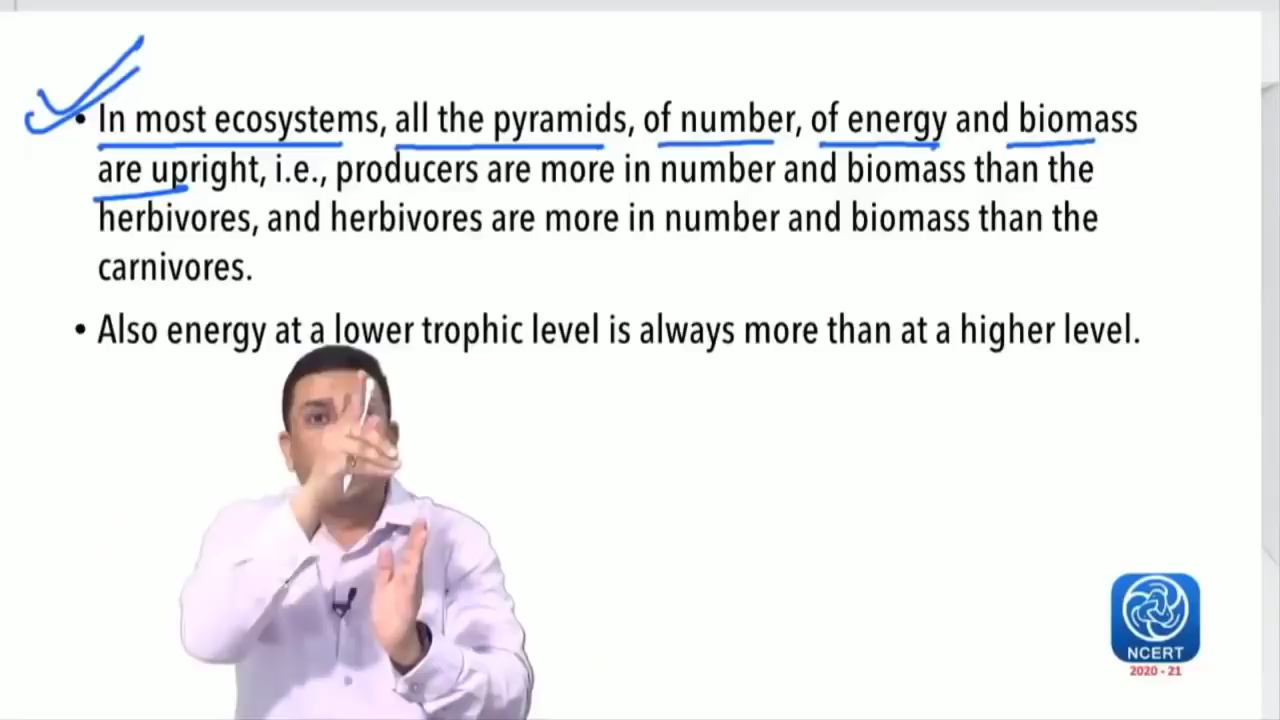 • In most ecosystems, all the pyramids, of number, of energy and biomass
are upright, i.e., producers are more in number and biomass than the
herbivores, and herbivores are more in number and biomass than the
carnivores.
• Also energy at a lower trophic level is always more than at a higher level.
NCERT
2020 - 21